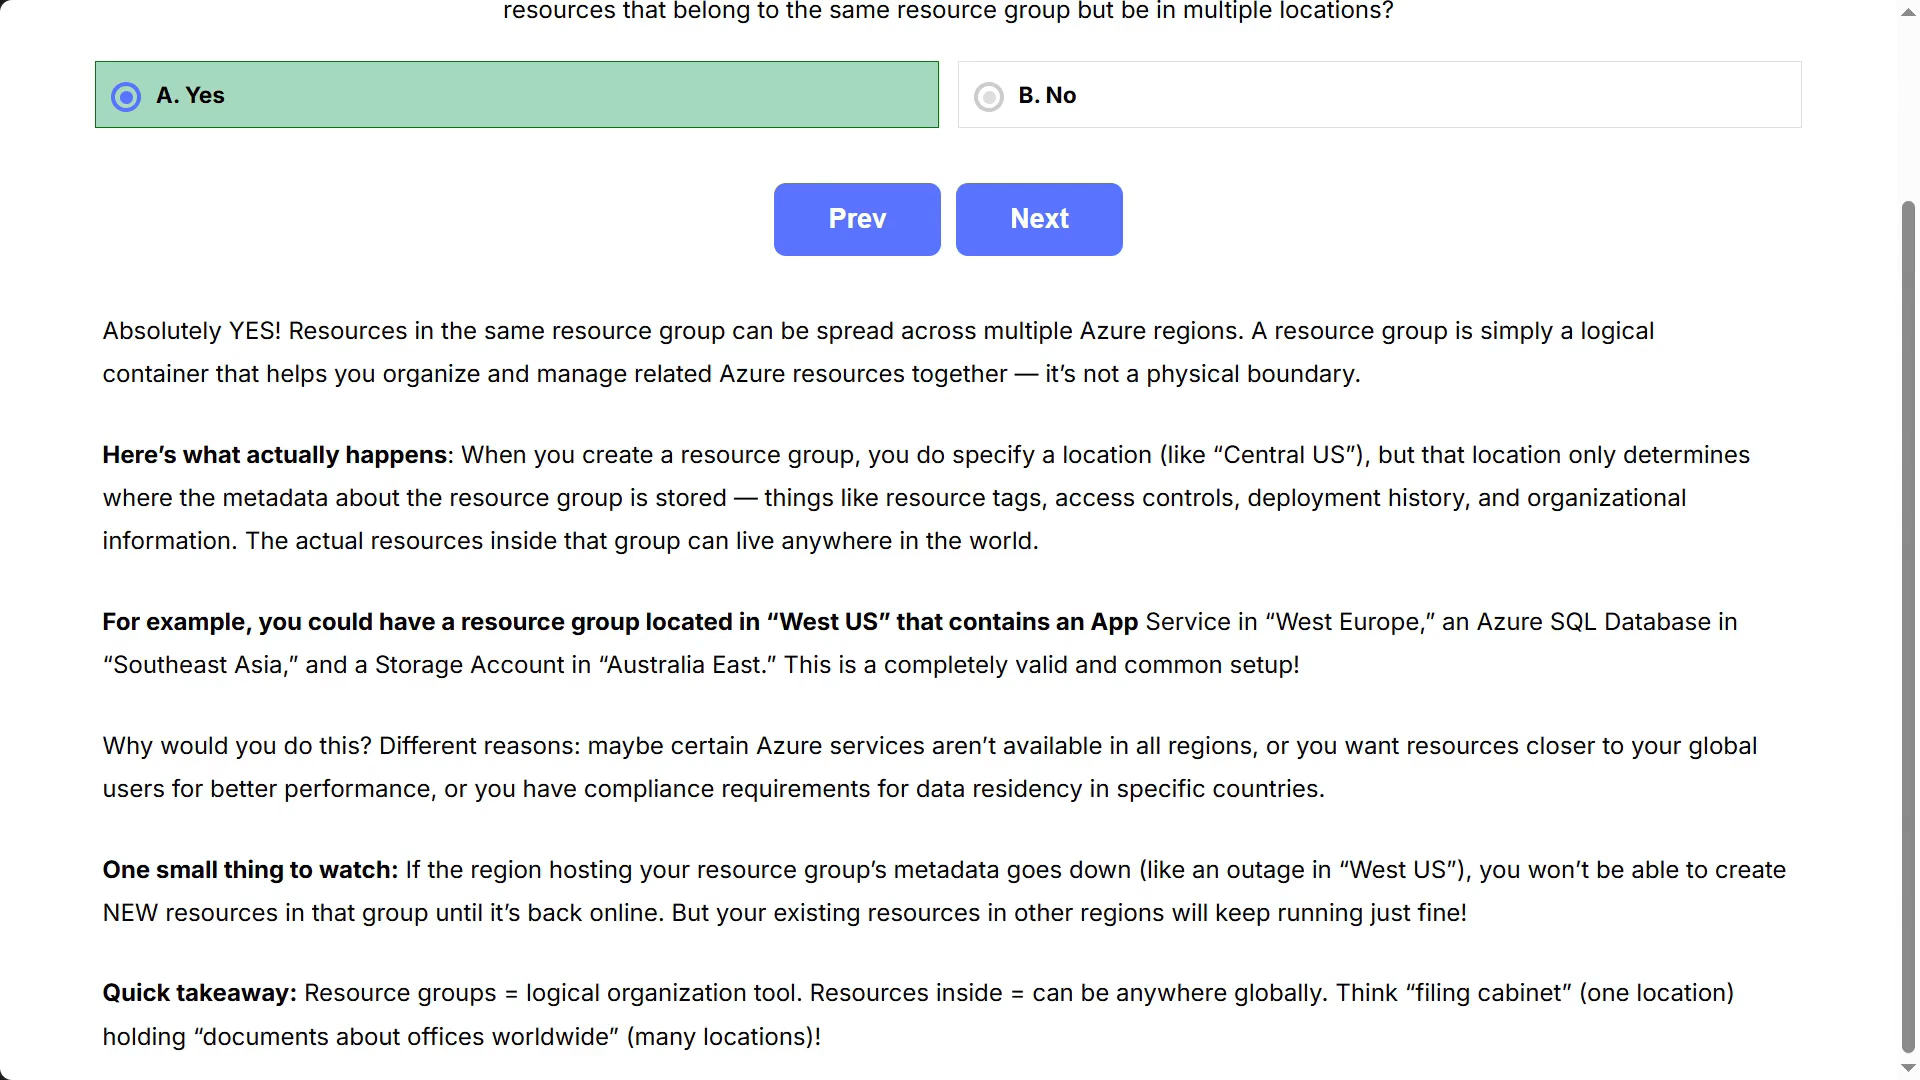 resources that belong to the same resource group but be in multiple locations?
A. Yes
B. No
Prev
Next
Absolutely YES! Resources in the same resource group can be spread across multiple Azure regions. A resource group is simply a logical
container that helps you organize and manage related Azure resources together — it’s not a physical boundary.
Here’s what actually happens: When you create a resource group, you do specify a location (like “Central US”), but that location only determines
where the metadata about the resource group is stored — things like resource tags, access controls, deployment history, and organizational
information. The actual resources inside that group can live anywhere in the world.
For example, you could have a resource group located in “West US” that contains an App Service in “West Europe,” an Azure SQL Database in
“Southeast Asia,” and a Storage Account in “Australia East.” This is a completely valid and common setup!
Why would you do this? Different reasons: maybe certain Azure services aren’t available in all regions, or you want resources closer to your global
users for better performance, or you have compliance requirements for data residency in specific countries.
One small thing to watch: If the region hosting your resource group’s metadata goes down (like an outage in “West US”), you won’t be able to create
NEW resources in that group until it’s back online. But your existing resources in other regions will keep running just fine!
Quick takeaway: Resource groups = logical organization tool. Resources inside = can be anywhere globally. Think “filing cabinet” (one location)
holding “documents about offices worldwide” (many locations)!